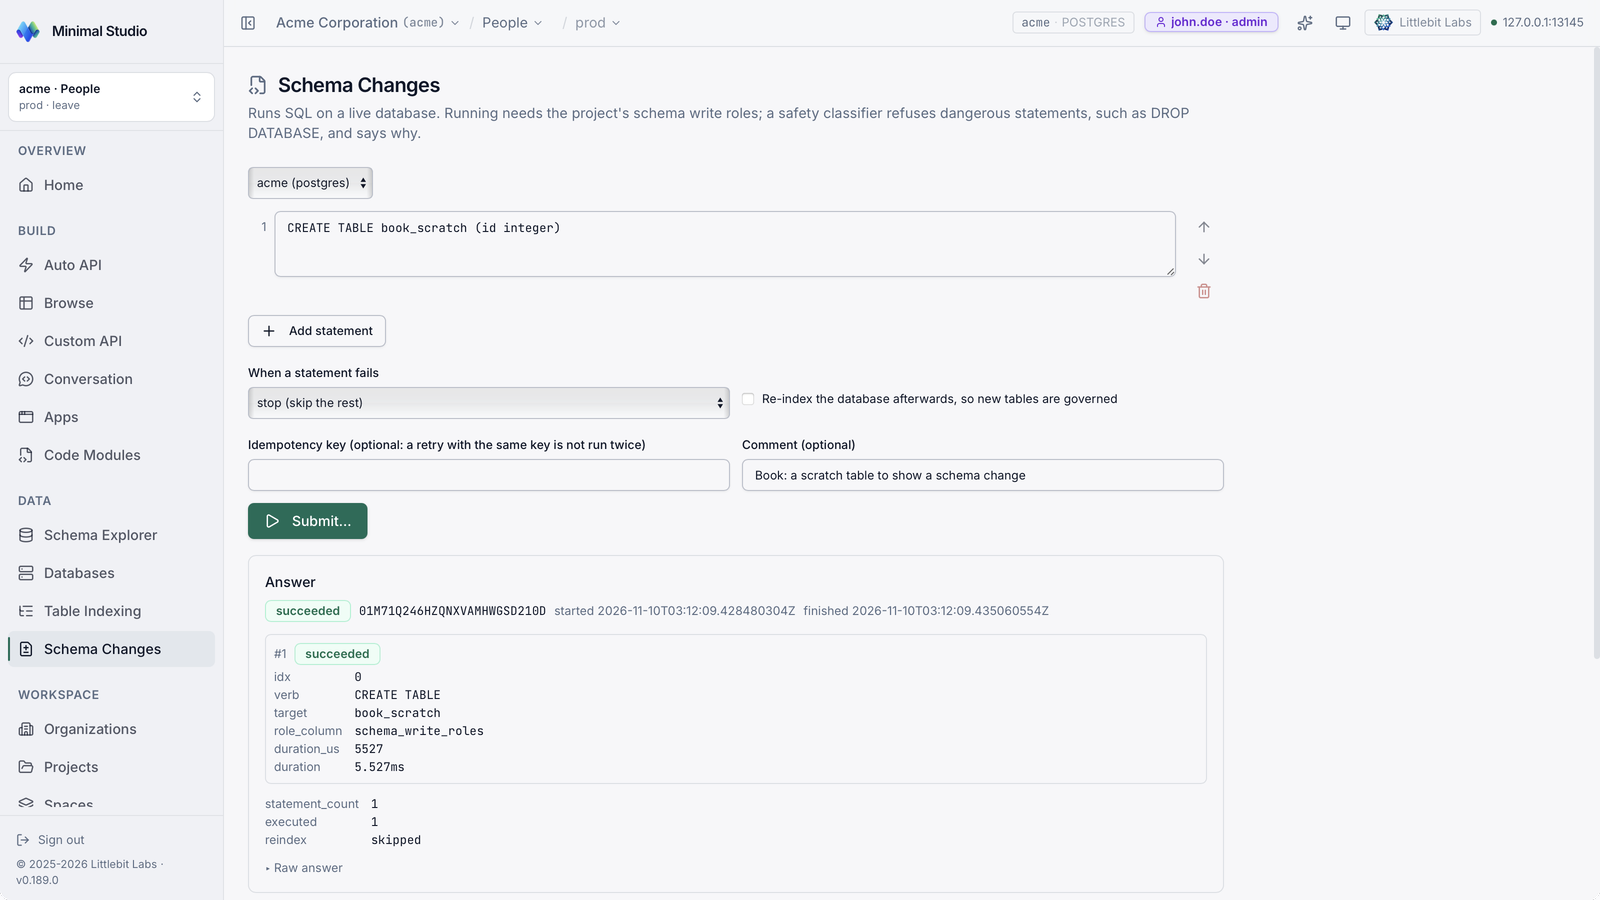 Minimal Studio
acme · People
prod · leave
OVERVIEW
Home
BUILD
Auto API
Browse
Custom API
Conversation
Apps
Code Modules
DATA
Schema Explorer
Databases
Table Indexing
Schema Changes
WORKSPACE
Organizations
Projects
Spaces
Sign out
© 2025-2026 Littlebit Labs ·
v0.189.0
Acme Corporation (acme) / People / prod
acme · POSTGRES
john.doe · admin
Littlebit Labs
127.0.0.1:13145
Schema Changes
Runs SQL on a live database. Running needs the project's schema write roles; a safety classifier refuses dangerous statements, such as DROP
DATABASE, and says why.
acme (postgres)
1 CREATE TABLE book_scratch (id integer)
Add statement
When a statement fails
stop (skip the rest)
Re-index the database afterwards, so new tables are governed
Idempotency key (optional: a retry with the same key is not run twice)
Comment (optional)
Book: a scratch table to show a schema change
Submit...
Answer
succeeded 01M71Q246HZQNXVAMHWGSD210D started 2026-11-10T03:12:09.428480304Z finished 2026-11-10T03:12:09.435060554Z
#1 succeeded
idx 0
verb CREATE TABLE
target book_scratch
role_column schema_write_roles
duration_us 5527
duration 5.527ms
statement_count 1
executed 1
reindex skipped
Raw answer